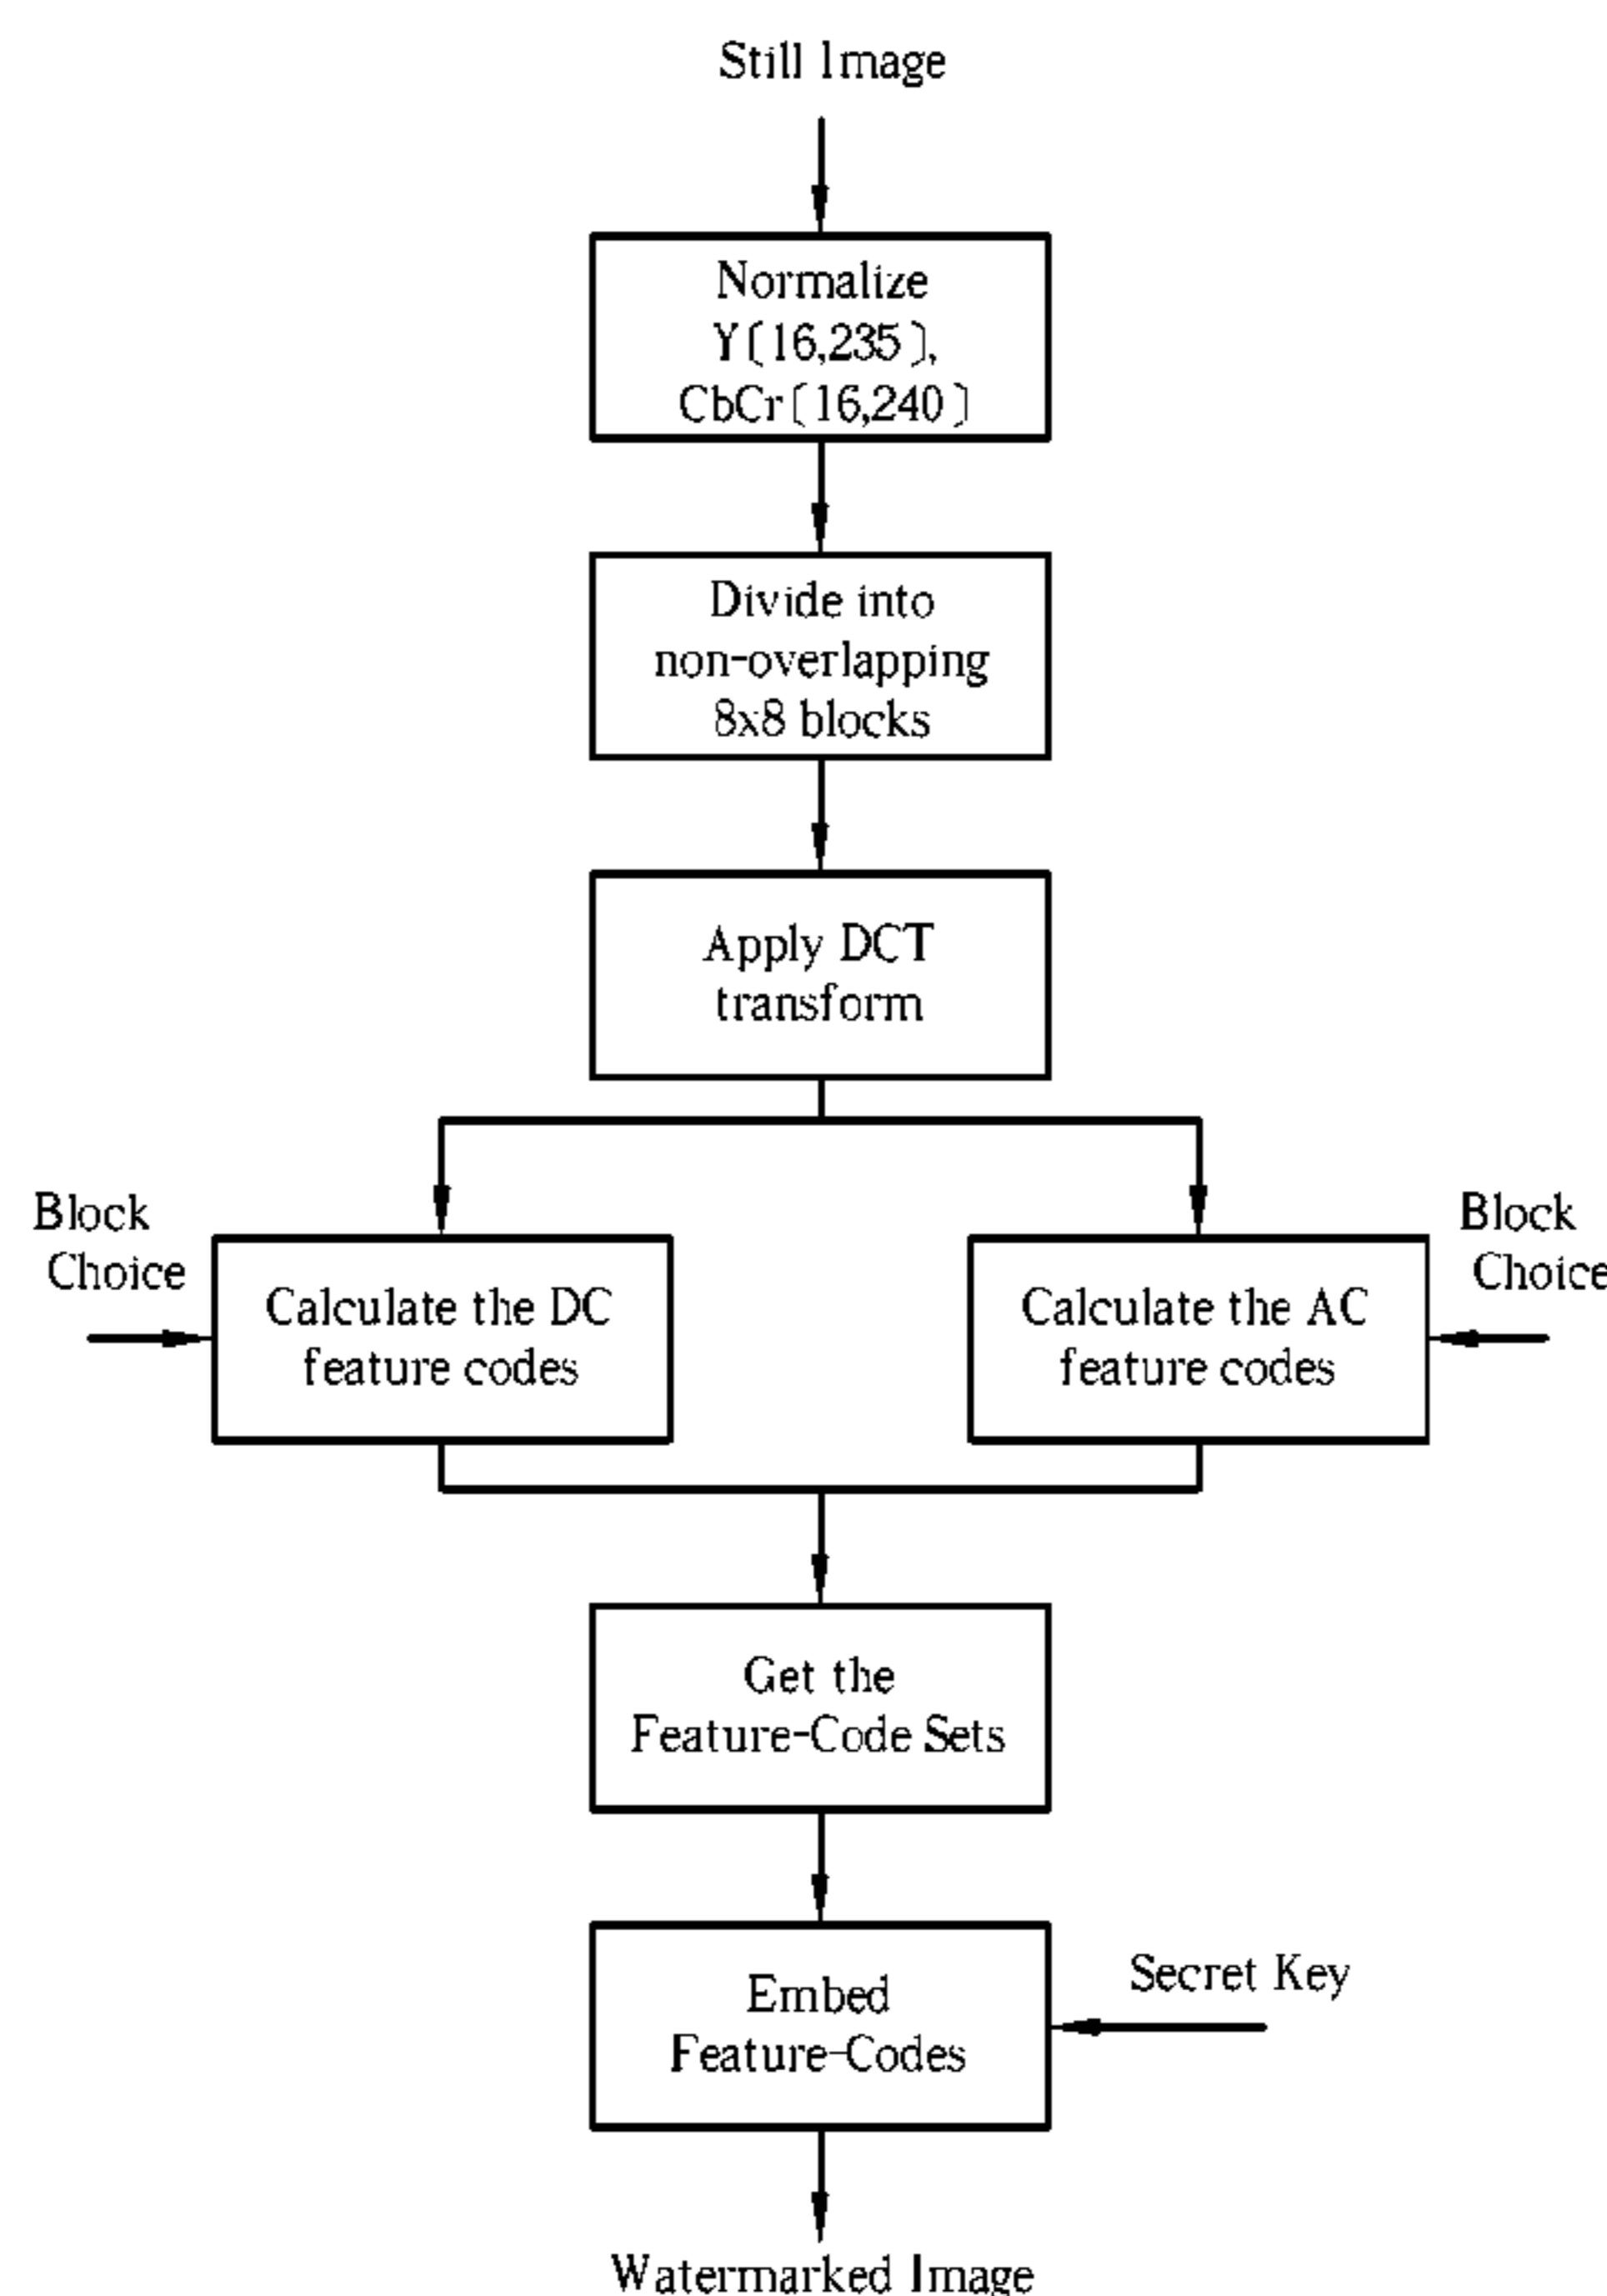 Still Image
Normalize
Y[16,235],
CbCr[16,240]
Divide into
non-overlapping
8x8 blocks
Apply DCT
transform
Block
Choice
Calculate the DC
feature codes
Calculate the AC
feature codes
Block
Choice
Get the
Feature-Code Sets
Embed
Feature-Codes
Secret Key
Watermarked Image